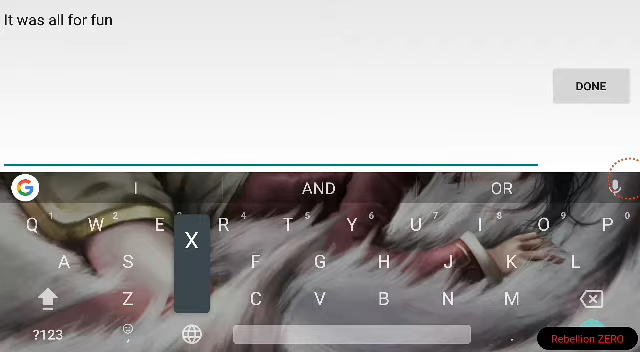 It was all for fun
DONE
I AND OR
Q 1 W 2 E 3 R 4 T 5 Y 6 U 7 I 8 O 9 P 0
A S F G H J K L
X
Z C V B N M
?123 , .
Rebellion ZERO